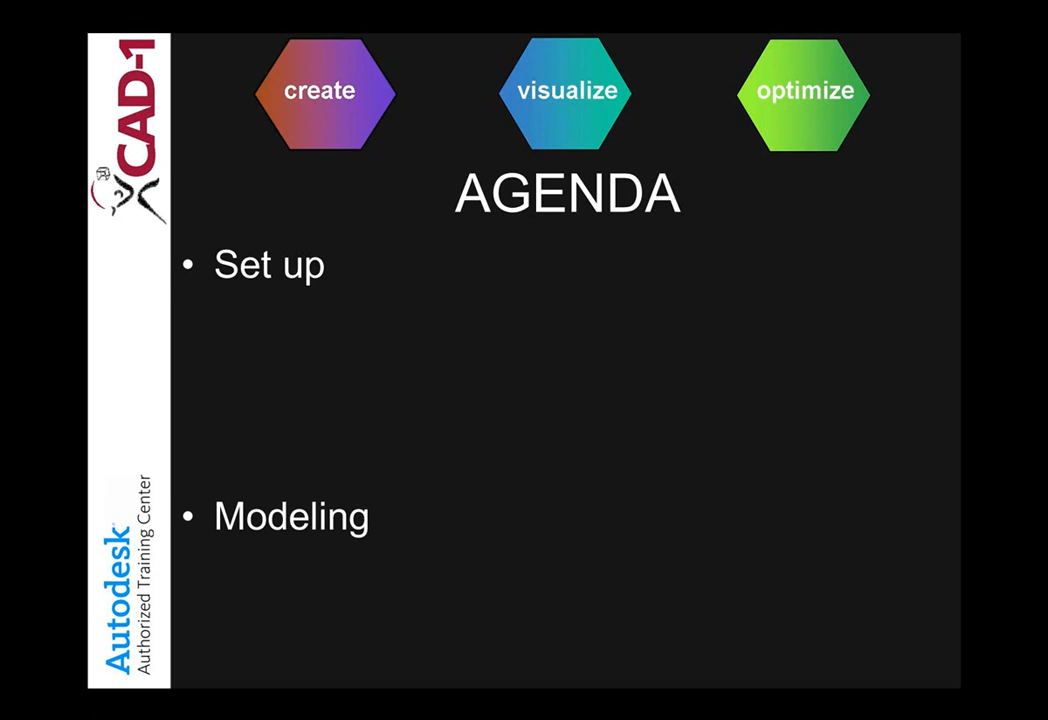 CAD-1
create
visualize
optimize
AGENDA
• Set up
• Modeling
Autodesk
Authorized Training Center